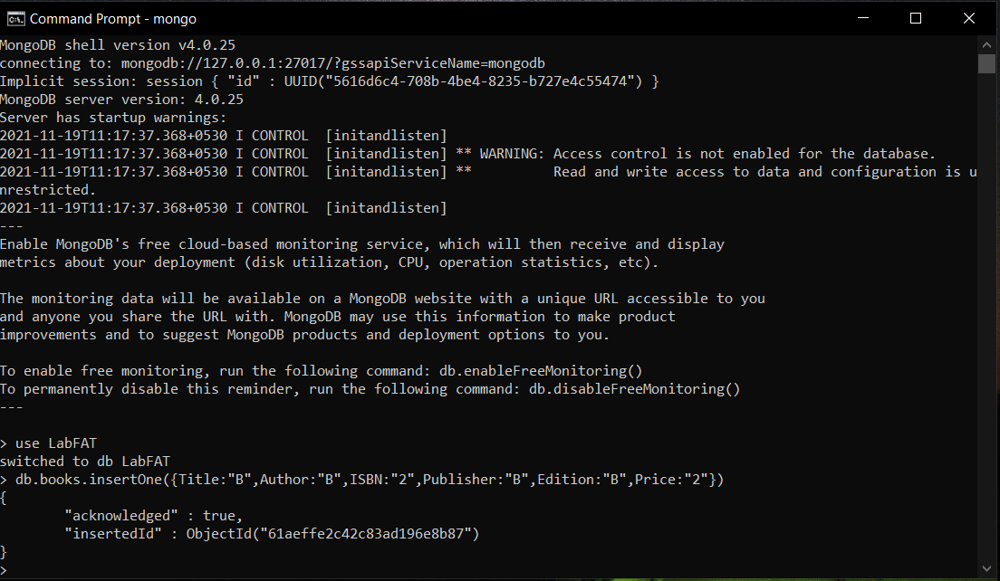 Command Prompt - mongo
MongoDB shell version v4.0.25
connecting to: mongodb://127.0.0.1:27017/?gssapiServiceName=mongodb
Implicit session: session { "id" : UUID("5616d6c4-708b-4be4-8235-b727e4c55474") }
MongoDB server version: 4.0.25
Server has startup warnings:
2021-11-19T11:17:37.368+0530 I CONTROL  [initandlisten]
2021-11-19T11:17:37.368+0530 I CONTROL  [initandlisten] ** WARNING: Access control is not enabled for the database.
2021-11-19T11:17:37.368+0530 I CONTROL  [initandlisten] **          Read and write access to data and configuration is u
nrestricted.
2021-11-19T11:17:37.368+0530 I CONTROL  [initandlisten]
---
Enable MongoDB's free cloud-based monitoring service, which will then receive and display
metrics about your deployment (disk utilization, CPU, operation statistics, etc).

The monitoring data will be available on a MongoDB website with a unique URL accessible to you
and anyone you share the URL with. MongoDB may use this information to make product
improvements and to suggest MongoDB products and deployment options to you.

To enable free monitoring, run the following command: db.enableFreeMonitoring()
To permanently disable this reminder, run the following command: db.disableFreeMonitoring()
---

> use LabFAT
switched to db LabFAT
> db.books.insertOne({Title:"B",Author:"B",ISBN:"2",Publisher:"B",Edition:"B",Price:"2"})
{
        "acknowledged" : true,
        "insertedId" : ObjectId("61aeffe2c42c83ad196e8b87")
}
>